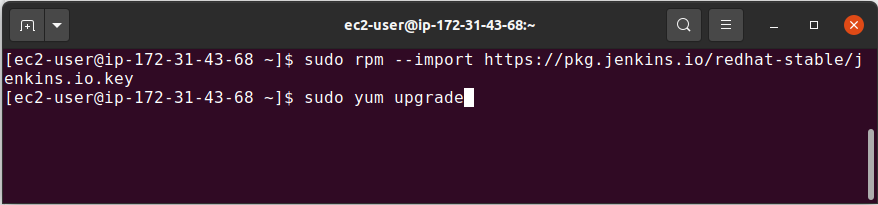 ec2-user@ip-172-31-43-68:~
[ec2-user@ip-172-31-43-68 ~]$ sudo rpm --import https://pkg.jenkins.io/redhat-stable/j
enkins.io.key
[ec2-user@ip-172-31-43-68 ~]$ sudo yum upgrade